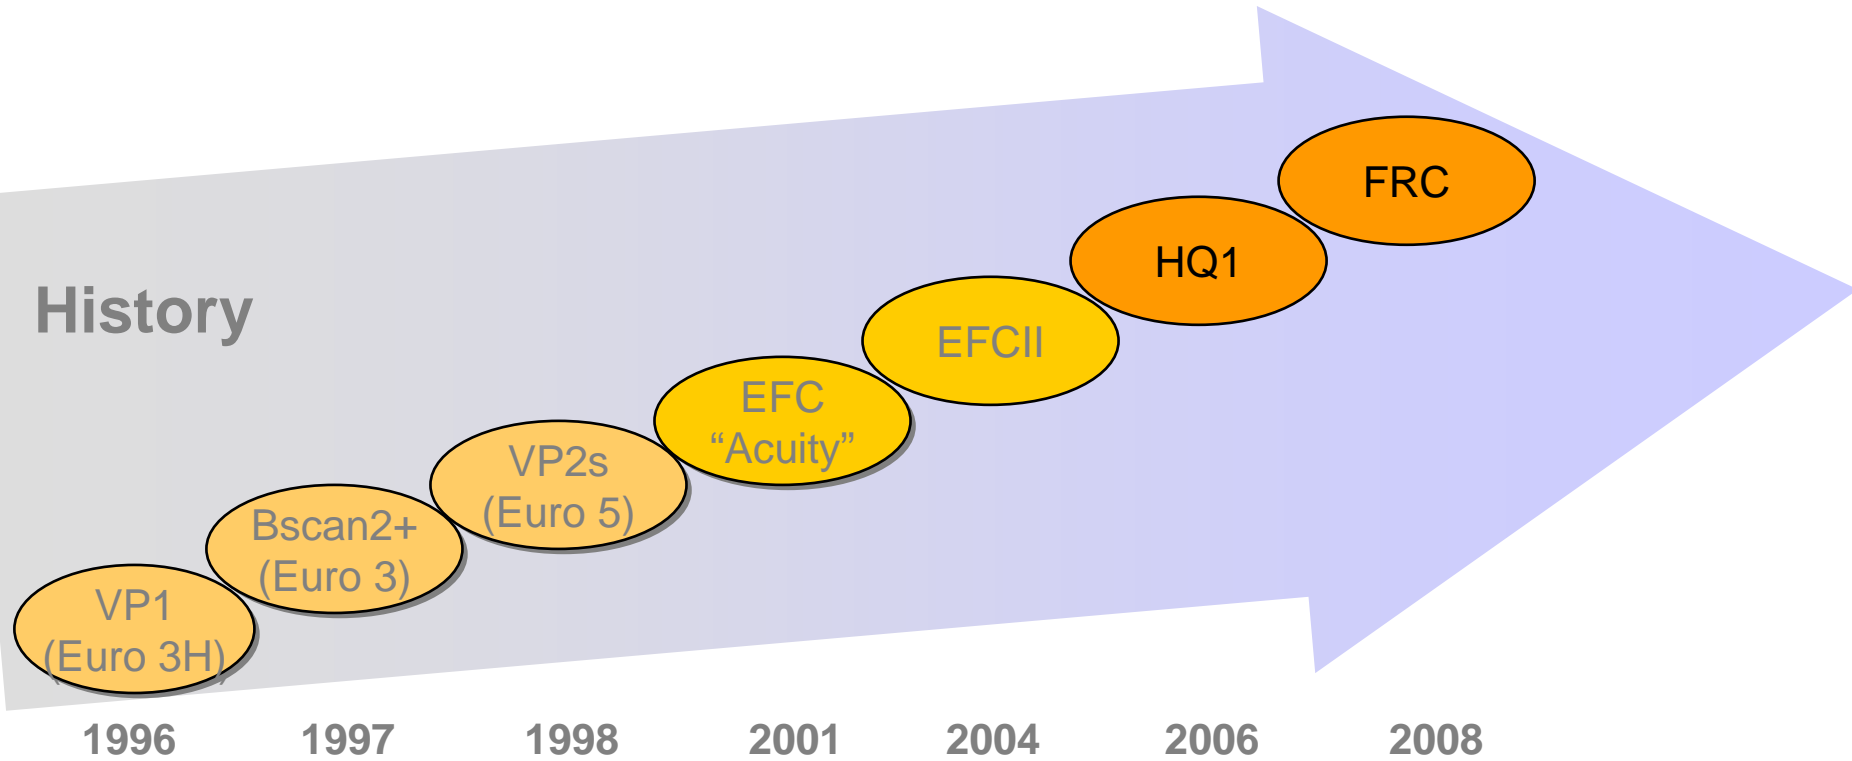 FRC
HQ1
History
EFCII
EFC
“Acuity”
VP2s
(Euro 5)
Bscan2+
(Euro 3)
VP1
(Euro 3H)
1996 1997 1998 2001 2004 2006 2008